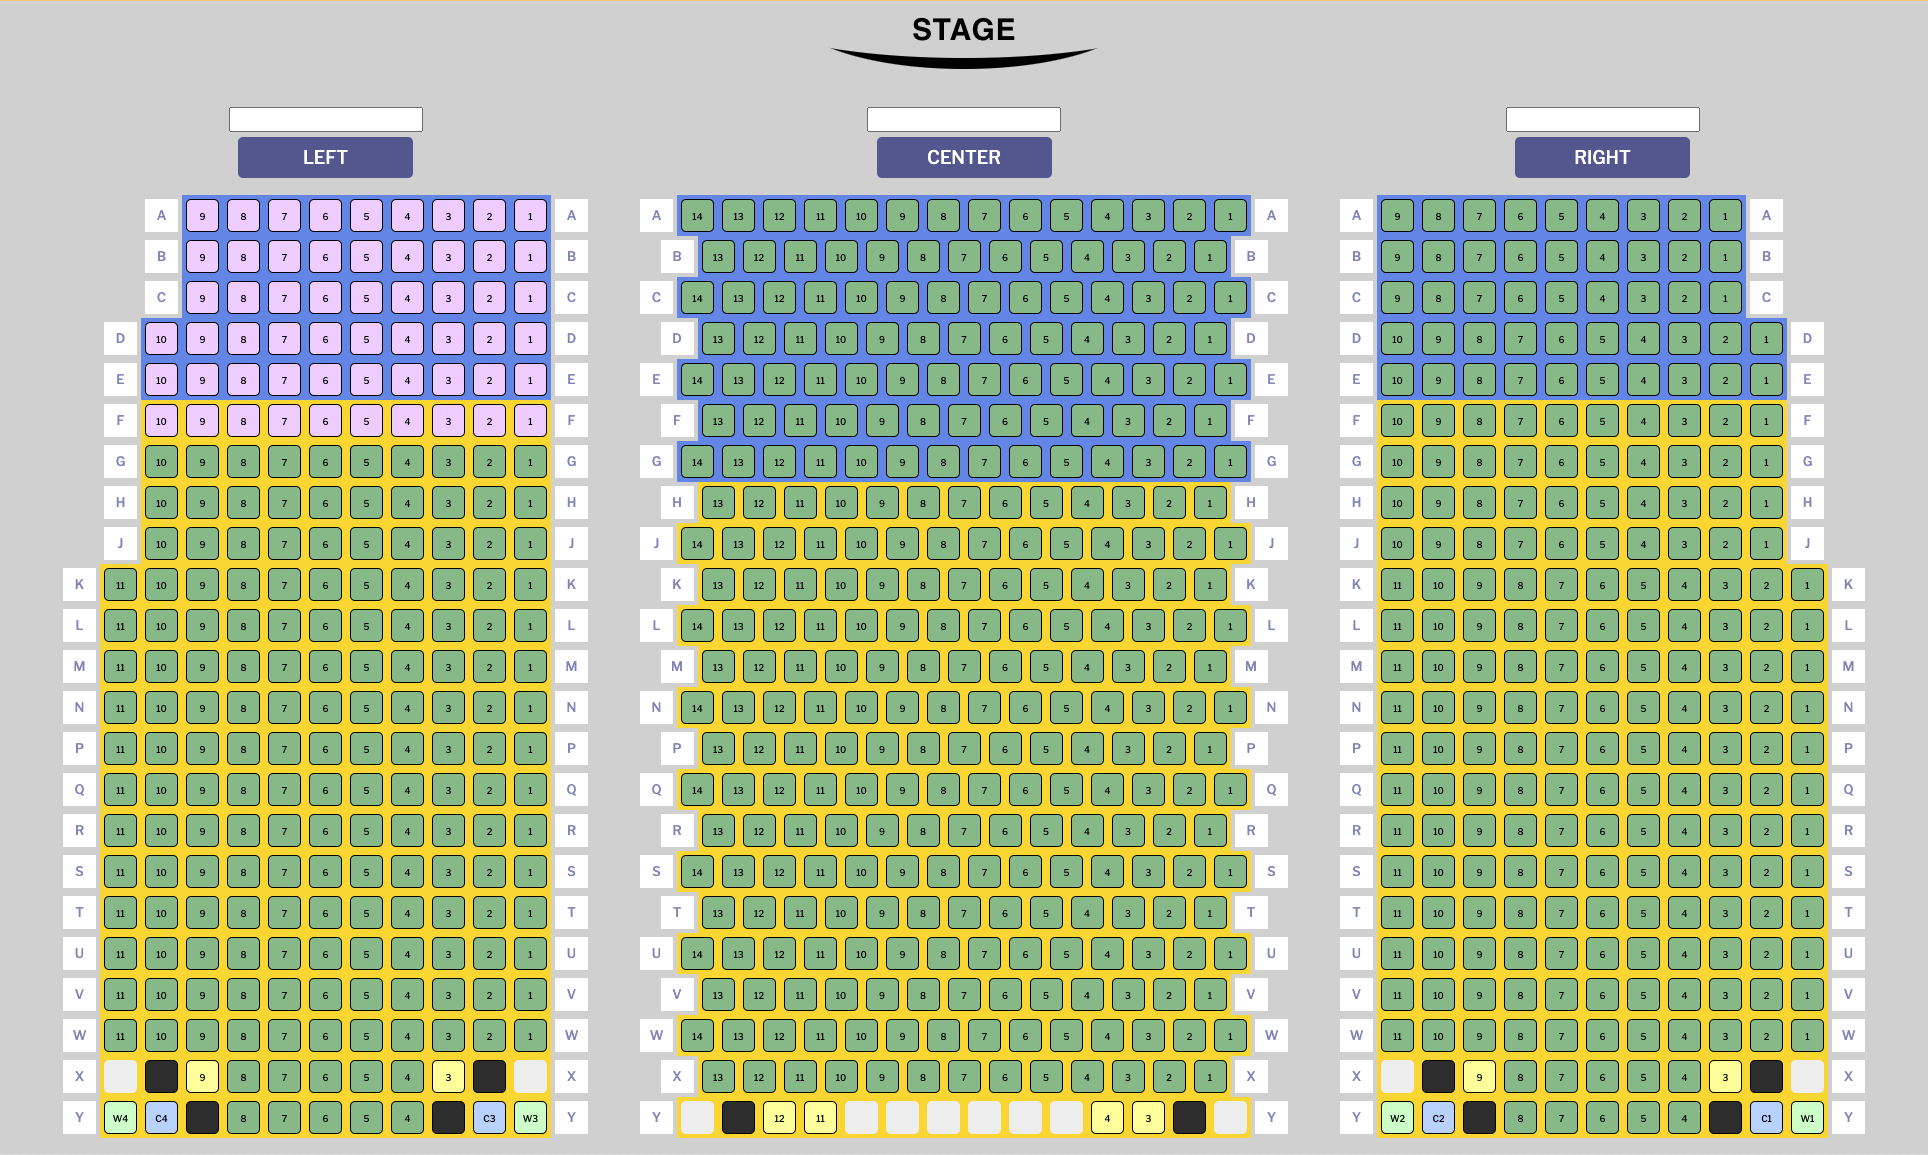 STAGE
LEFT CENTER RIGHT
A 9 8 7 6 5 4 3 2 1 A A 14 13 12 11 10 9 8 7 6 5 4 3 2 1 A A 9 8 7 6 5 4 3 2 1 A
B 9 8 7 6 5 4 3 2 1 B B 13 12 11 10 9 8 7 6 5 4 3 2 1 B B 9 8 7 6 5 4 3 2 1 B
C 9 8 7 6 5 4 3 2 1 C C 14 13 12 11 10 9 8 7 6 5 4 3 2 1 C C 9 8 7 6 5 4 3 2 1 C
D 10 9 8 7 6 5 4 3 2 1 D D 13 12 11 10 9 8 7 6 5 4 3 2 1 D D 10 9 8 7 6 5 4 3 2 1 D
E 10 9 8 7 6 5 4 3 2 1 E E 14 13 12 11 10 9 8 7 6 5 4 3 2 1 E E 10 9 8 7 6 5 4 3 2 1 E
F 10 9 8 7 6 5 4 3 2 1 F F 13 12 11 10 9 8 7 6 5 4 3 2 1 F F 10 9 8 7 6 5 4 3 2 1 F
G 10 9 8 7 6 5 4 3 2 1 G G 14 13 12 11 10 9 8 7 6 5 4 3 2 1 G G 10 9 8 7 6 5 4 3 2 1 G
H 10 9 8 7 6 5 4 3 2 1 H H 13 12 11 10 9 8 7 6 5 4 3 2 1 H H 10 9 8 7 6 5 4 3 2 1 H
J 10 9 8 7 6 5 4 3 2 1 J J 14 13 12 11 10 9 8 7 6 5 4 3 2 1 J J 10 9 8 7 6 5 4 3 2 1 J
K 11 10 9 8 7 6 5 4 3 2 1 K K 13 12 11 10 9 8 7 6 5 4 3 2 1 K K 11 10 9 8 7 6 5 4 3 2 1 K
L 11 10 9 8 7 6 5 4 3 2 1 L L 14 13 12 11 10 9 8 7 6 5 4 3 2 1 L L 11 10 9 8 7 6 5 4 3 2 1 L
M 11 10 9 8 7 6 5 4 3 2 1 M M 13 12 11 10 9 8 7 6 5 4 3 2 1 M M 11 10 9 8 7 6 5 4 3 2 1 M
N 11 10 9 8 7 6 5 4 3 2 1 N N 14 13 12 11 10 9 8 7 6 5 4 3 2 1 N N 11 10 9 8 7 6 5 4 3 2 1 N
P 11 10 9 8 7 6 5 4 3 2 1 P P 13 12 11 10 9 8 7 6 5 4 3 2 1 P P 11 10 9 8 7 6 5 4 3 2 1 P
Q 11 10 9 8 7 6 5 4 3 2 1 Q Q 14 13 12 11 10 9 8 7 6 5 4 3 2 1 Q Q 11 10 9 8 7 6 5 4 3 2 1 Q
R 11 10 9 8 7 6 5 4 3 2 1 R R 13 12 11 10 9 8 7 6 5 4 3 2 1 R R 11 10 9 8 7 6 5 4 3 2 1 R
S 11 10 9 8 7 6 5 4 3 2 1 S S 14 13 12 11 10 9 8 7 6 5 4 3 2 1 S S 11 10 9 8 7 6 5 4 3 2 1 S
T 11 10 9 8 7 6 5 4 3 2 1 T T 13 12 11 10 9 8 7 6 5 4 3 2 1 T T 11 10 9 8 7 6 5 4 3 2 1 T
U 11 10 9 8 7 6 5 4 3 2 1 U U 14 13 12 11 10 9 8 7 6 5 4 3 2 1 U U 11 10 9 8 7 6 5 4 3 2 1 U
V 11 10 9 8 7 6 5 4 3 2 1 V V 13 12 11 10 9 8 7 6 5 4 3 2 1 V V 11 10 9 8 7 6 5 4 3 2 1 V
W 11 10 9 8 7 6 5 4 3 2 1 W W 14 13 12 11 10 9 8 7 6 5 4 3 2 1 W W 11 10 9 8 7 6 5 4 3 2 1 W
X 9 8 7 6 5 4 3 X X 13 12 11 10 9 8 7 6 5 4 3 2 1 X X 9 8 7 6 5 4 3 X
Y W4 C4 8 7 6 5 4 C3 W3 Y Y 12 11 4 3 Y Y W2 C2 8 7 6 5 4 C1 W1 Y